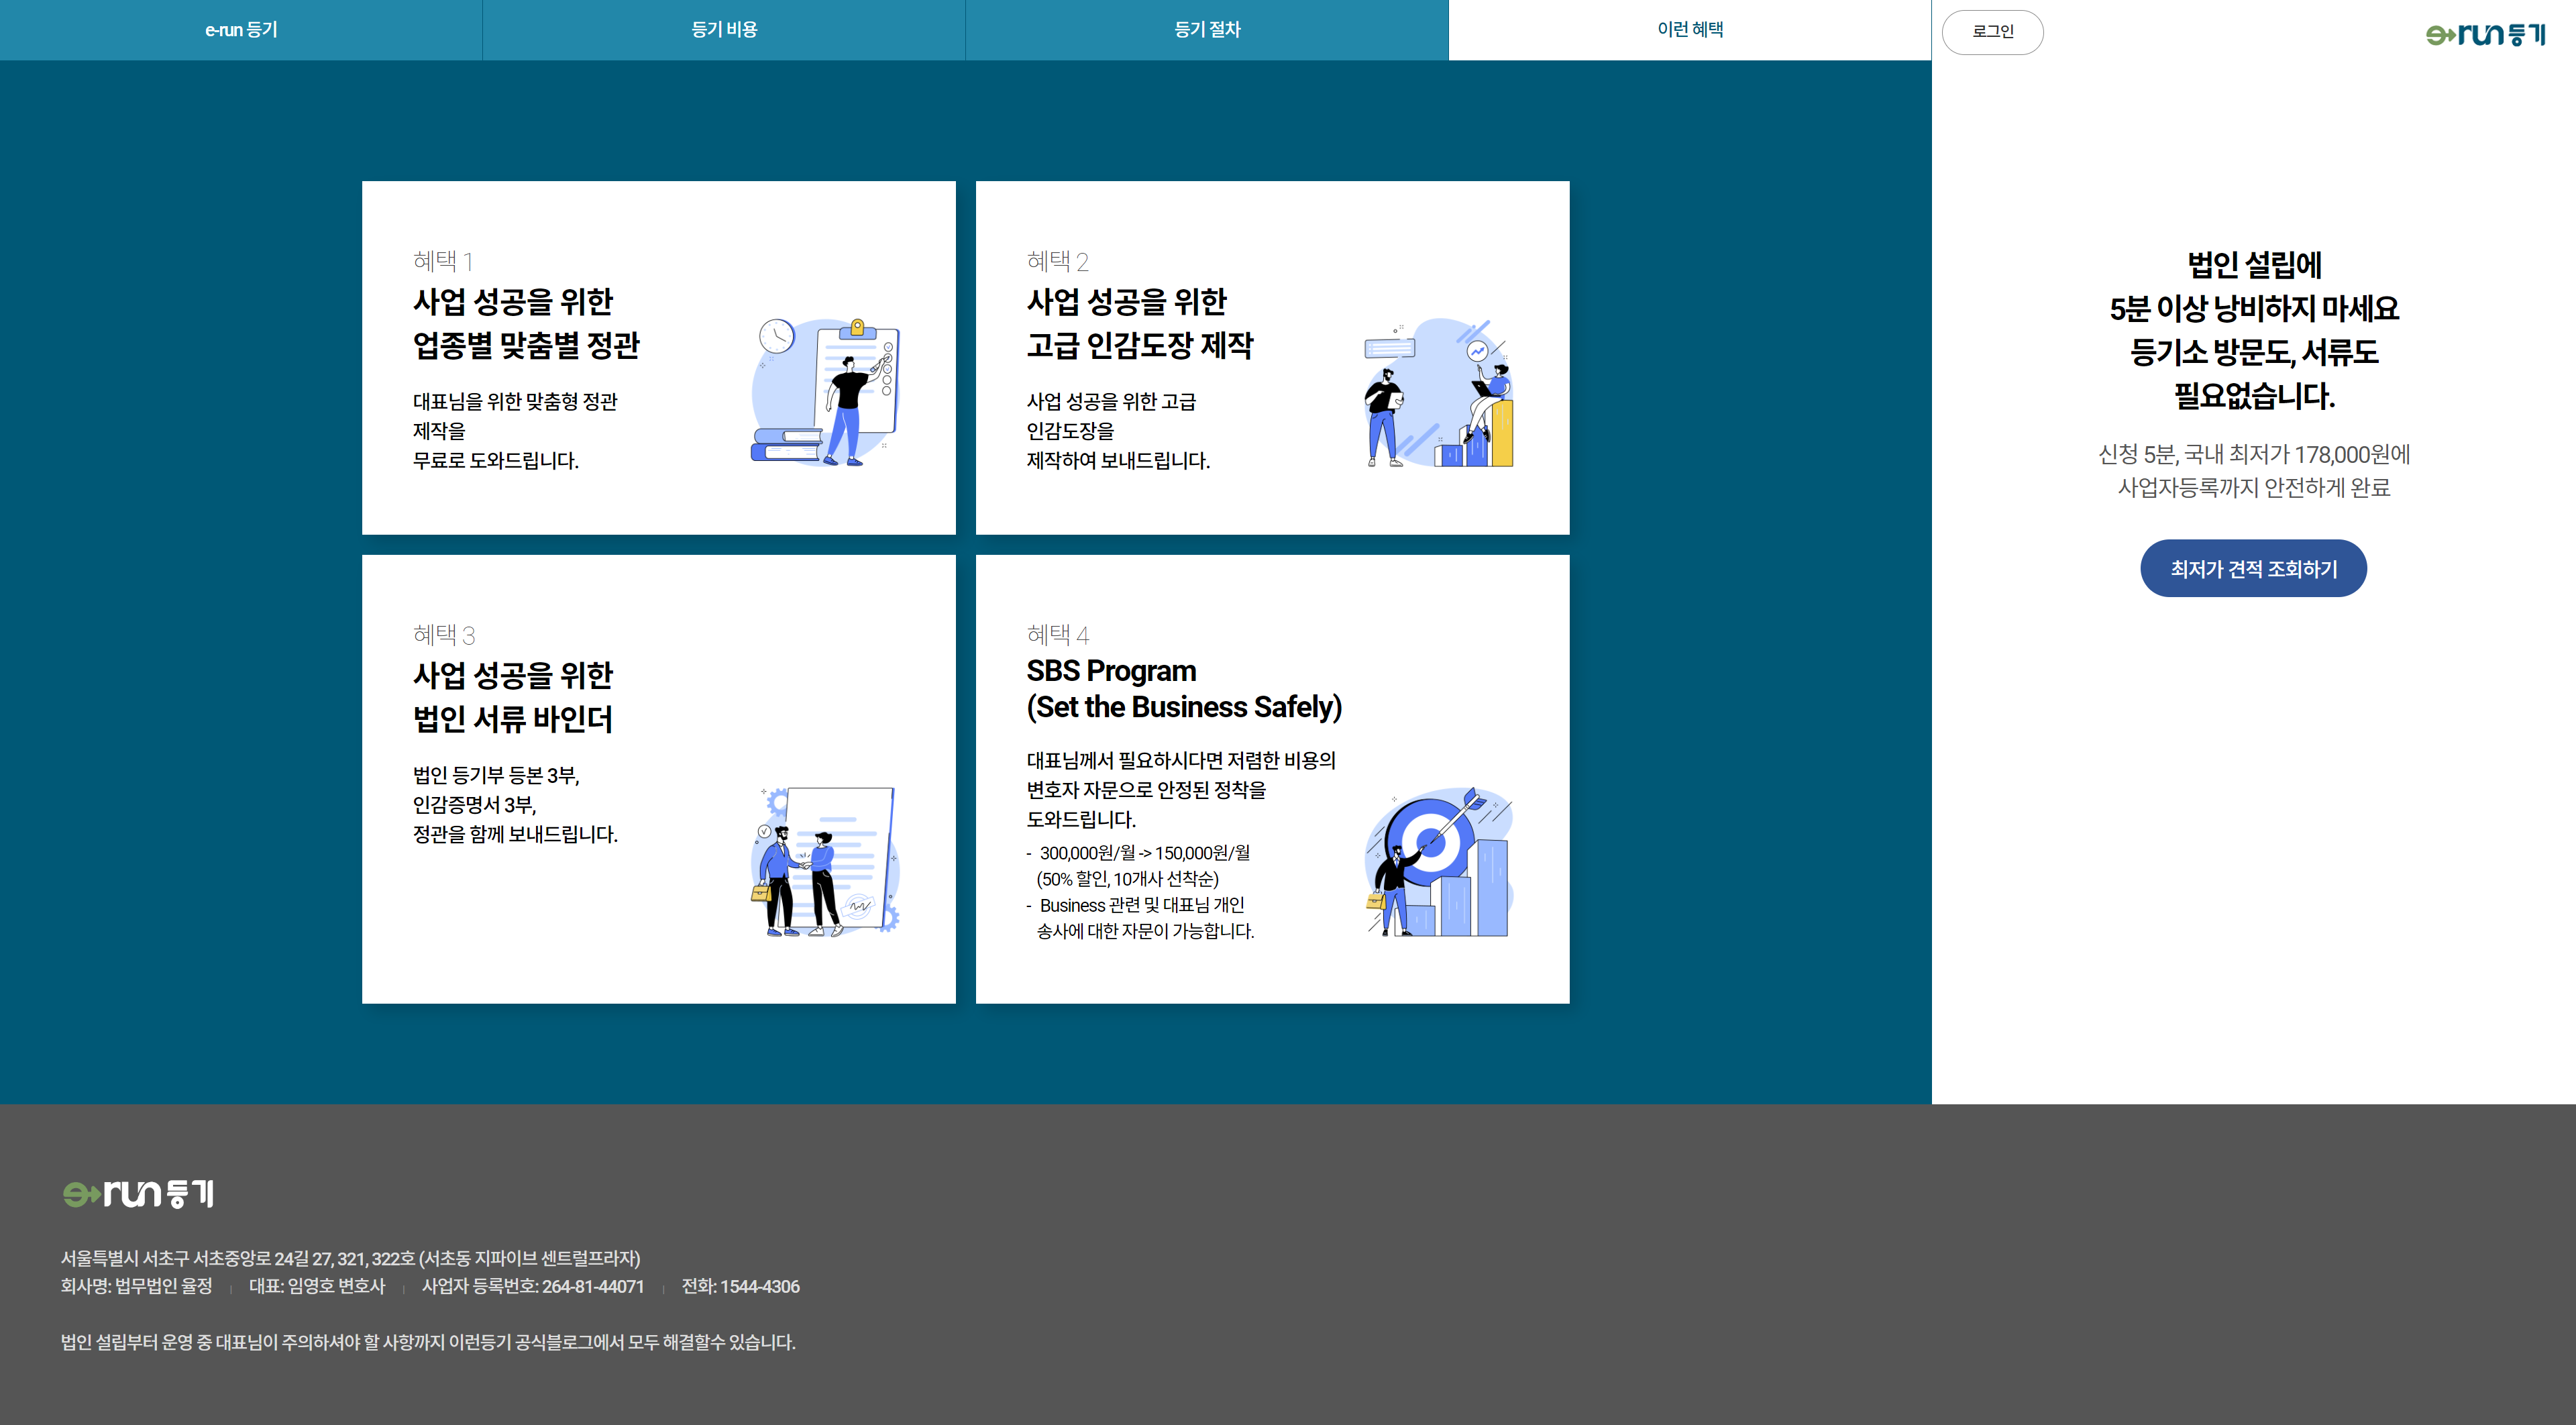 e-run 등기
등기 비용
등기 절차
이런 혜택
로그인
e-run 등기
혜택 1
사업 성공을 위한
업종별 맞춤별 정관
대표님을 위한 맞춤형 정관
제작을
무료로 도와드립니다.
혜택 2
사업 성공을 위한
고급 인감도장 제작
사업 성공을 위한 고급
인감도장을
제작하여 보내드립니다.
혜택 3
사업 성공을 위한
법인 서류 바인더
법인 등기부 등본 3부,
인감증명서 3부,
정관을 함께 보내드립니다.
혜택 4
SBS Program
(Set the Business Safely)
대표님께서 필요하시다면 저렴한 비용의
변호자 자문으로 안정된 정착을
도와드립니다.
- 300,000원/월 -> 150,000원/월
(50% 할인, 10개사 선착순)
- Business 관련 및 대표님 개인
송사에 대한 자문이 가능합니다.
법인 설립에
5분 이상 낭비하지 마세요
등기소 방문도, 서류도
필요없습니다.
신청 5분, 국내 최저가 178,000원에
사업자등록까지 안전하게 완료
최저가 견적 조회하기
e-run 등기
서울특별시 서초구 서초중앙로 24길 27, 321, 322호 (서초동 지파이브 센트럴프라자)
회사명: 법무법인 율정 | 대표: 임영호 변호사 | 사업자 등록번호: 264-81-44071 | 전화: 1544-4306
법인 설립부터 운영 중 대표님이 주의하셔야 할 사항까지 이런등기 공식블로그에서 모두 해결할수 있습니다.